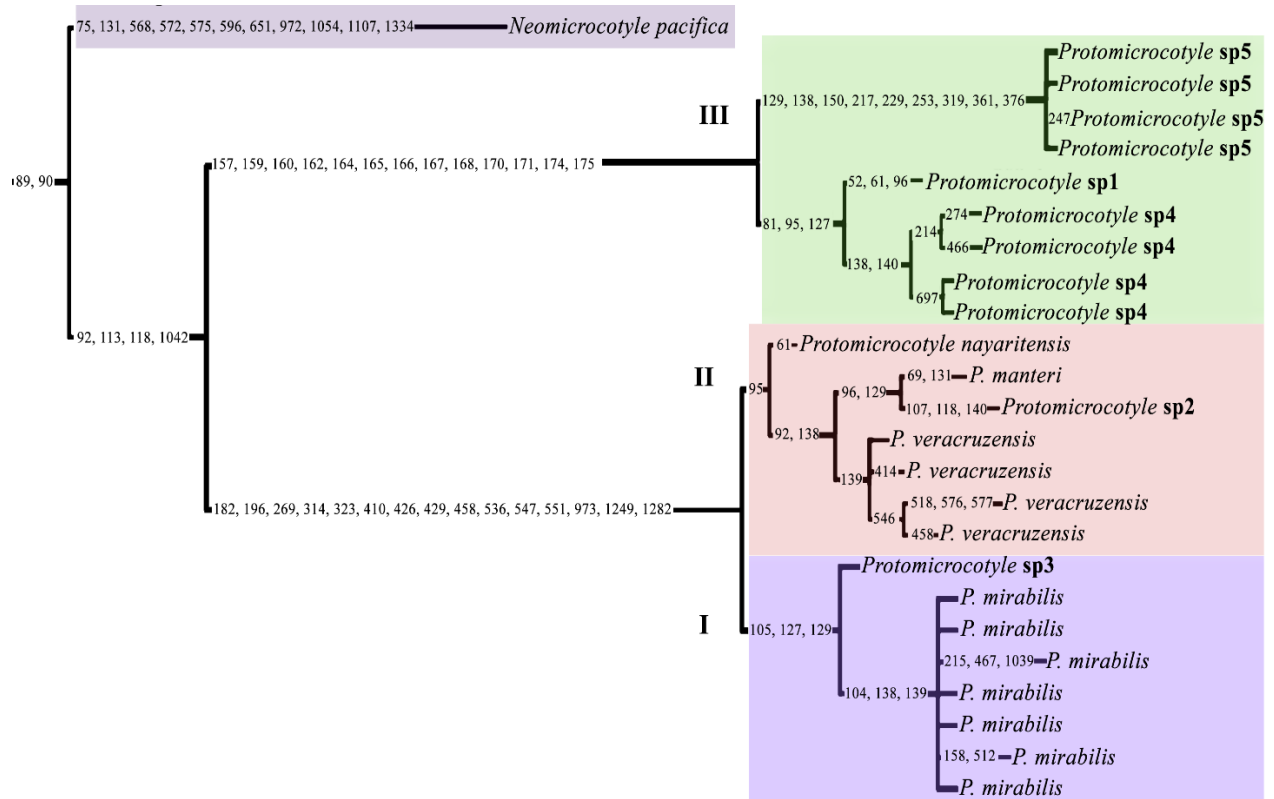 75, 131, 568, 572, 575, 596, 651, 972, 1054, 1107, 1334 Neomicrocotyle pacifica
Protomicrocotyle sp5
Protomicrocotyle sp5
129, 138, 150, 217, 229, 253, 319, 361, 376
III
247 Protomicrocotyle sp5
Protomicrocotyle sp5
157, 159, 160, 162, 164, 165, 166, 167, 168, 170, 171, 174, 175
89, 90
52, 61, 96 Protomicrocotyle sp1
274 Protomicrocotyle sp4
81, 95, 127
214
466 Protomicrocotyle sp4
138, 140
Protomicrocotyle sp4
697
Protomicrocotyle sp4
92, 113, 118, 1042
61 Protomicrocotyle nayaritensis
II
69, 131 P. manteri
95
96, 129
107, 118, 140 Protomicrocotyle sp2
92, 138
P. veracruzensis
414 P. veracruzensis
139
518, 576, 577 P. veracruzensis
182, 196, 269, 314, 323, 410, 426, 429, 458, 536, 547, 551, 973, 1249, 1282
546
458 P. veracruzensis
Protomicrocotyle sp3
P. mirabilis
I
105, 127, 129
P. mirabilis
215, 467, 1039 P. mirabilis
104, 138, 139
P. mirabilis
P. mirabilis
158, 512 P. mirabilis
P. mirabilis